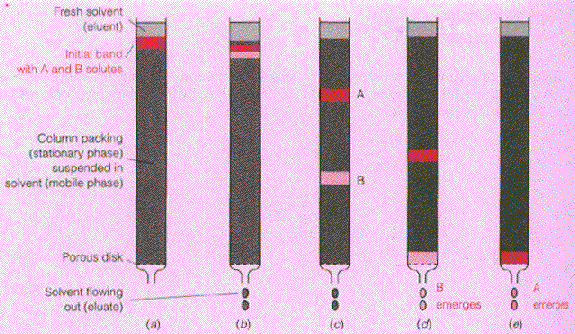 Fresh solvent
(eluent)
Initial band
with A and B solutes
A
Column packing
(stationary phase)
suspended in
solvent (mobile phase)
B
Porous disk
Solvent flowing
out (eluate)
B
emerges
A
emerges
(a)
(b)
(c)
(d)
(e)